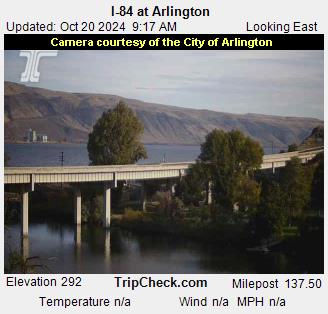 I-84 at Arlington
Updated: Oct 20 2024 9:17 AM Looking East
Camera courtesy of the City of Arlington
Elevation 292 TripCheck.com Milepost 137.50
Temperature n/a Wind n/a MPH n/a